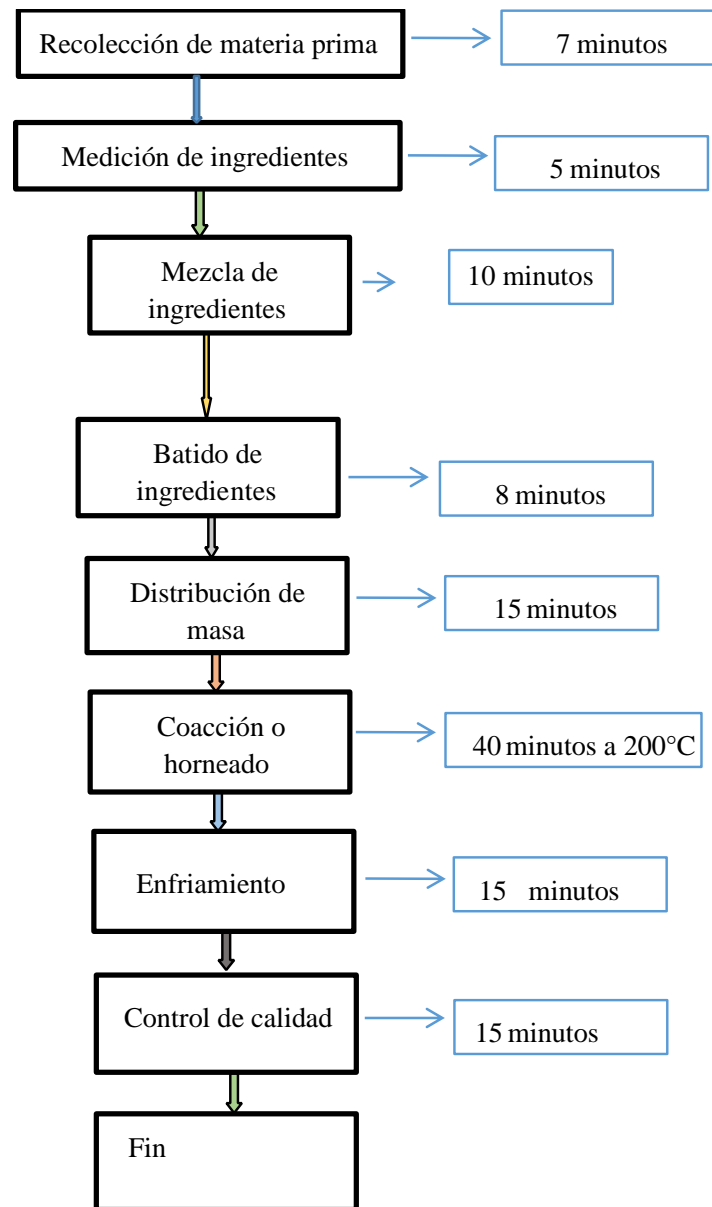 Recolección de materia prima
7 minutos
Medición de ingredientes
5 minutos
Mezcla de
ingredientes
10 minutos
Batido de
ingredientes
8 minutos
Distribución de
masa
15 minutos
Coacción o
horneado
40 minutos a 200°C
Enfriamiento
15 minutos
Control de calidad
15 minutos
Fin